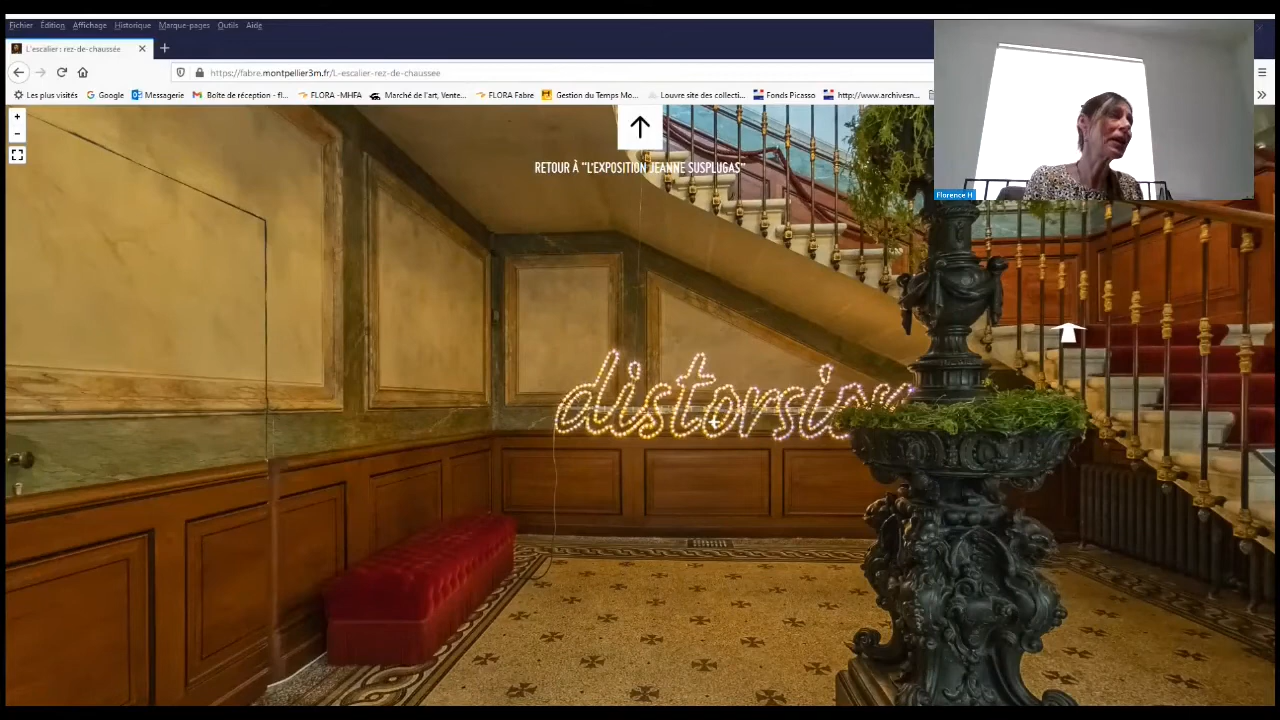 Fichier Edition Affichage Historique Marque-pages Outils Aide
L'escalier : rez-de-chaussée
https://fabre.montpellier3m.fr/L-escalier-rez-de-chaussee
Les plus visités Google Messagerie Boîte de réception - fl... FLORA -MHFA Marché de l'art, Vente... FLORA Fabre Gestion du Temps Mo... Louvre site des collecti... Fonds Picasso http://www.archivesn...
RETOUR À "L'EXPOSITION JEANNE SUSPLUGAS"
Florence H
distorsion